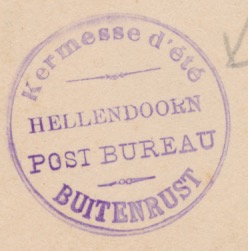 Kermesse d'été
HELLENDOORN
POST BUREAU
BUITENRUST